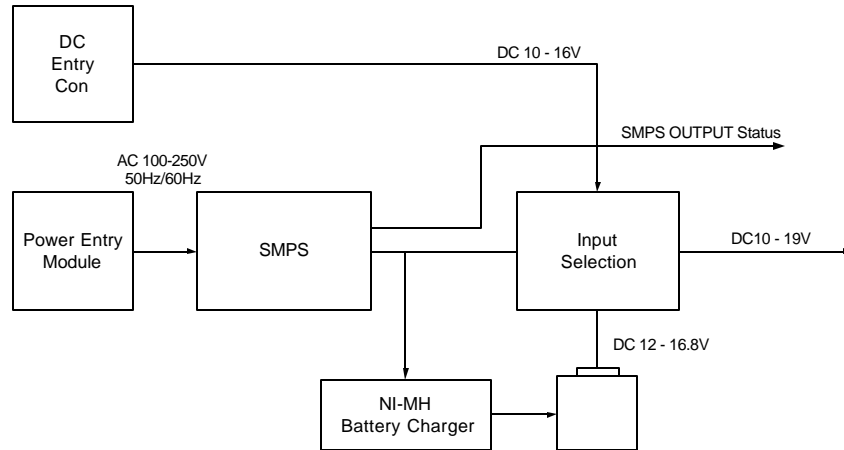 DC
Entry
Con
DC 10 - 16V
SMPS OUTPUT Status
AC 100-250V
50Hz/60Hz
Power Entry
Module
SMPS
Input
Selection
DC10 - 19V
DC 12 - 16.8V
NI-MH
Battery Charger